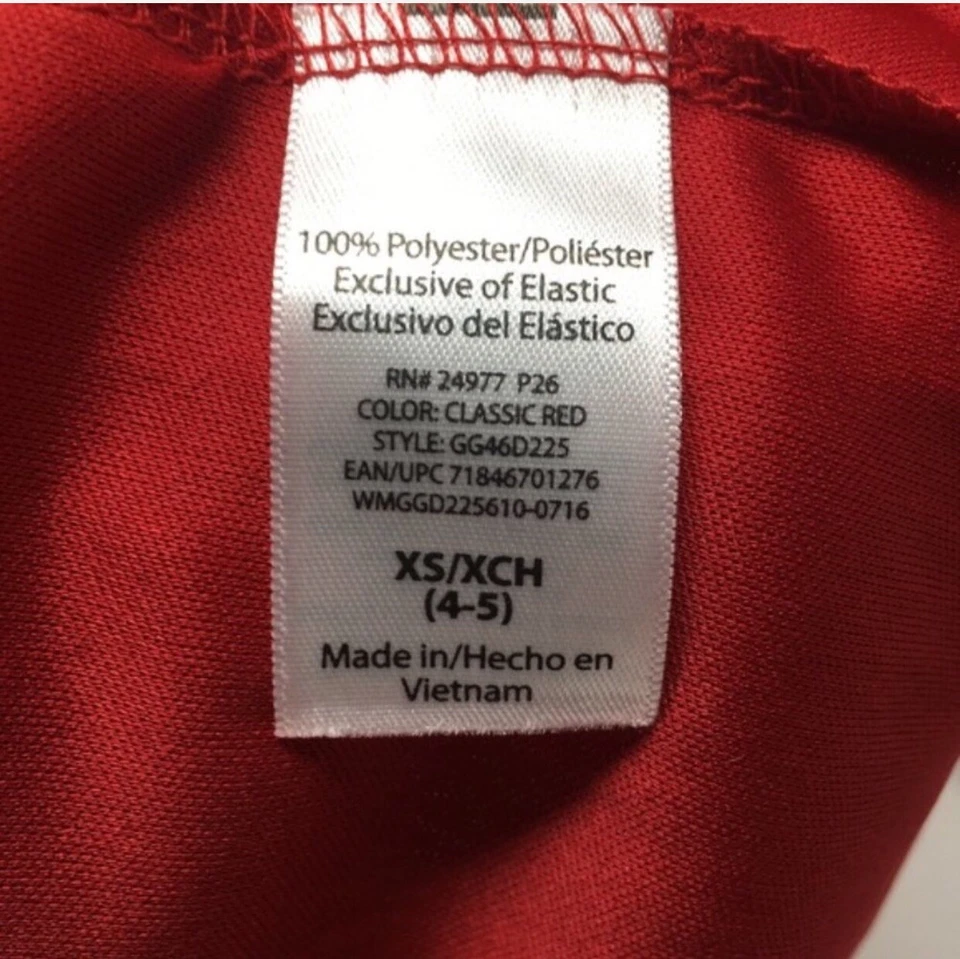 100% Polyester/Poliéster
Exclusive of Elastic
Exclusivo del Elástico
RN# 24977 P26
COLOR: CLASSIC RED
STYLE: GG46D225
EAN/UPC 71846701276
WMGGD225610-0716
XS/XCH
(4-5)
Made in/Hecho en
Vietnam